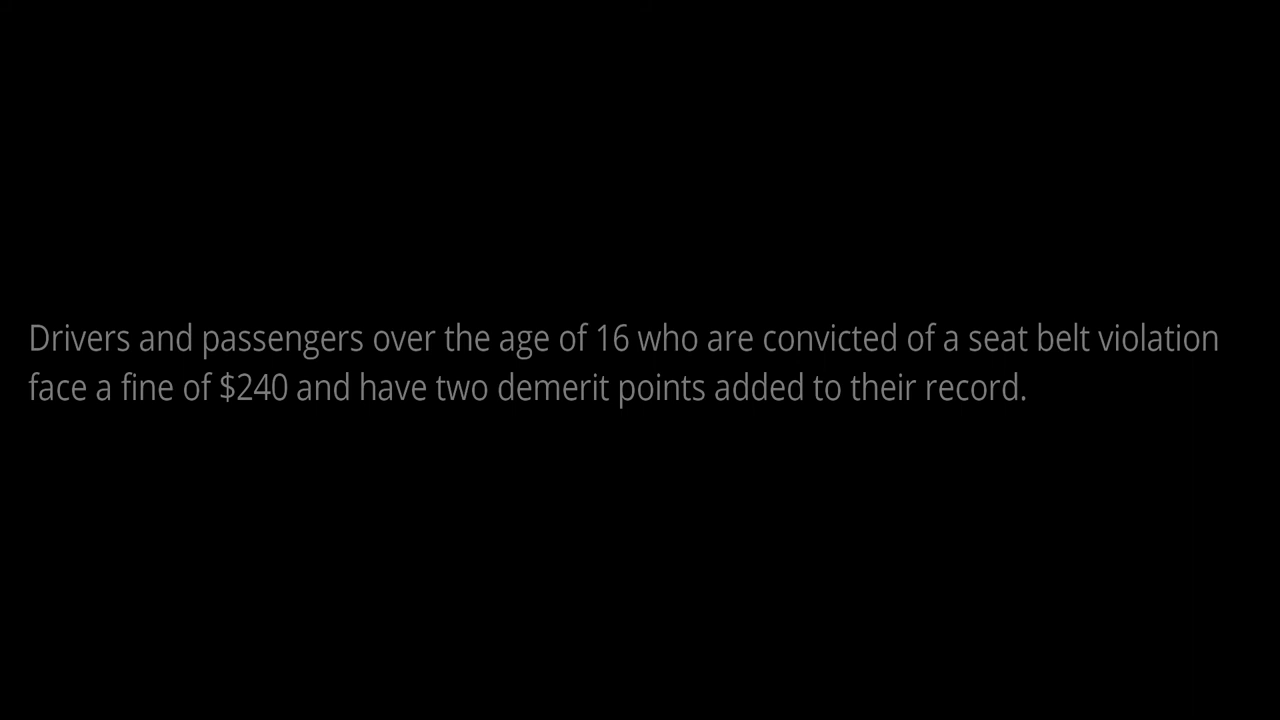 Drivers and passengers over the age of 16 who are convicted of a seat belt violation
face a fine of $240 and have two demerit points added to their record.